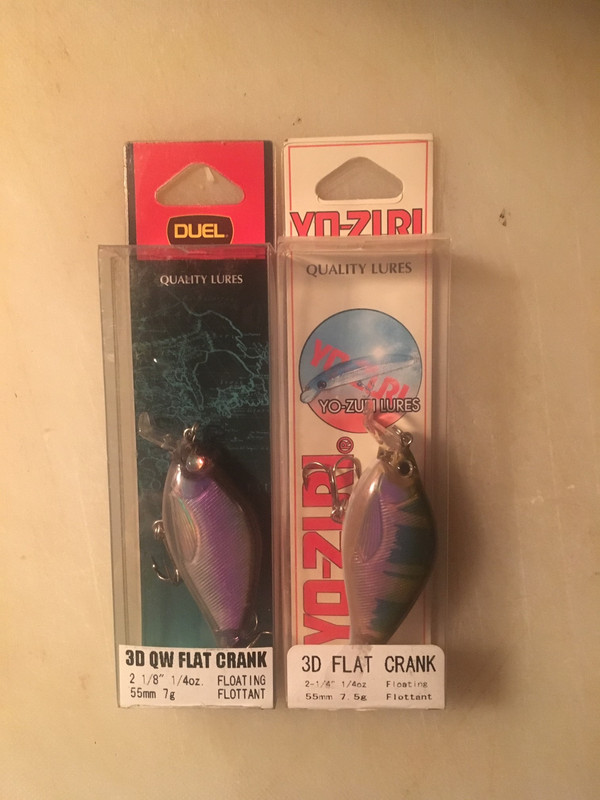 DUEL
QUALITY LURES
3D QW FLAT CRANK
2 1/8" 1/4oz. FLOATING
55mm 7g FLOTTANT
YO-ZURI
QUALITY LURES
YO-ZURI
YO-ZURI LURES
YO-ZURI®
3D FLAT CRANK
2-1/4" 1/4oz Floating
55mm 7.5g Flottant